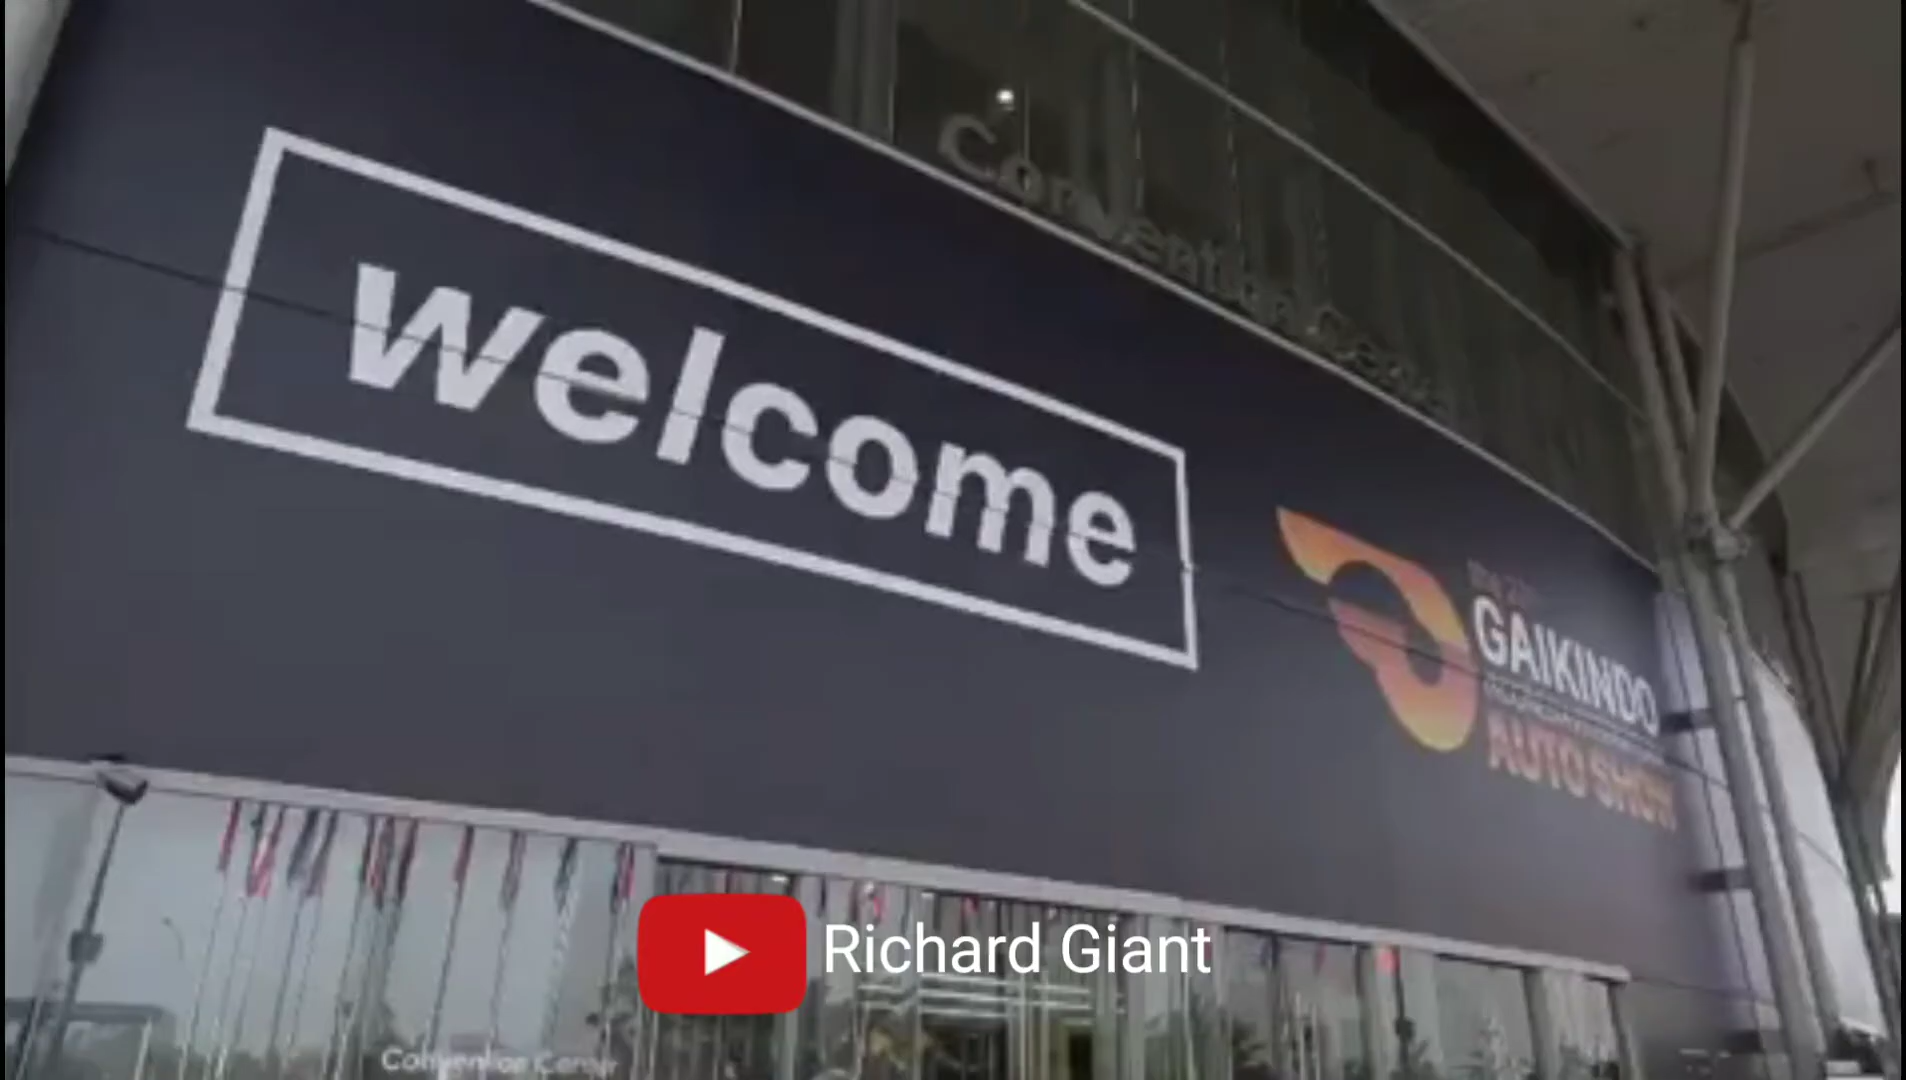 Convention Center
welcome
GAIKINDO
AUTO SHOW
Richard Giant
Convention Center